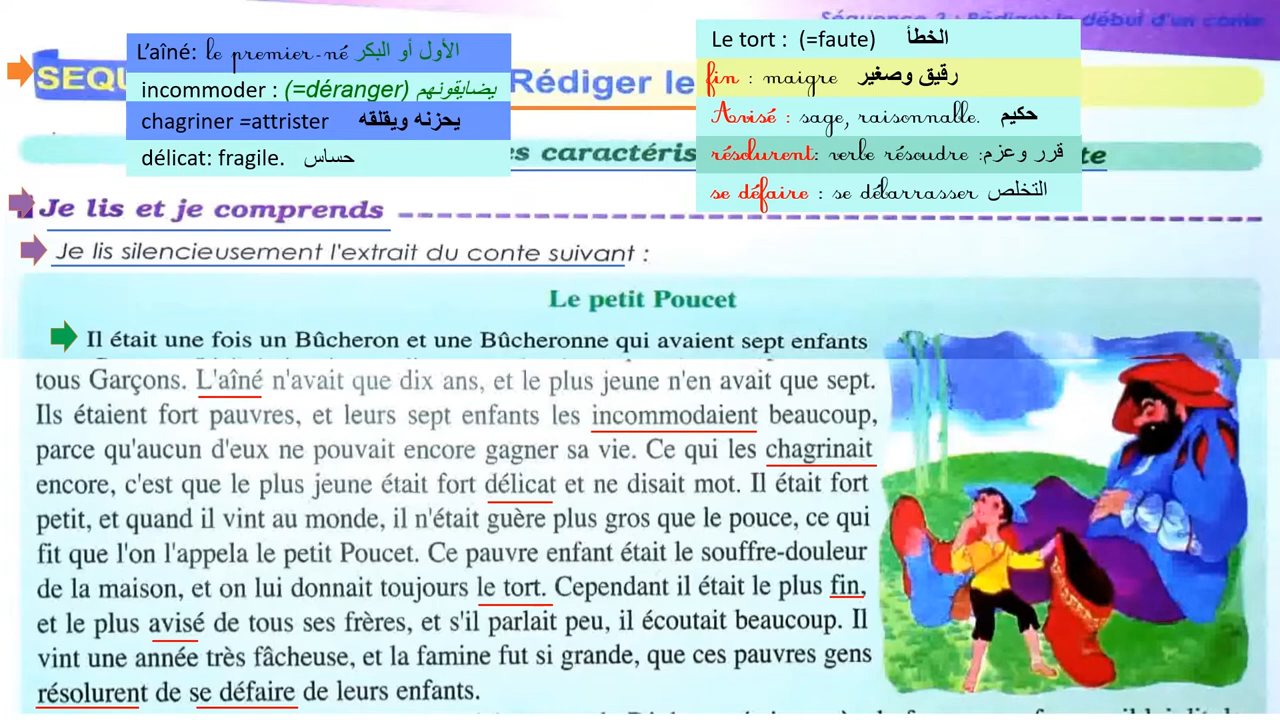 Séquence 2 : Rédiger le début d'un conte
L'aîné: le premier-né الأول أو البكر
incommoder : (=déranger) يضايقونهم
chagriner =attrister يحزنه ويقلقه
délicat: fragile. حساس
Le tort : (=faute) الخطأ
fin : maigre رقيق وصغير
Avisé : sage, raisonnalle. حكيم
résolurent: verbe résoudre :قرر وعزم
se défaire : se débarrasser التخلص
SEQU Rédiger le
es caractéris te
Je lis et je comprends
Je lis silencieusement l'extrait du conte suivant :
Le petit Poucet
Il était une fois un Bûcheron et une Bûcheronne qui avaient sept enfants
tous Garçons. L'aîné n'avait que dix ans, et le plus jeune n'en avait que sept.
Ils étaient fort pauvres, et leurs sept enfants les incommodaient beaucoup,
parce qu'aucun d'eux ne pouvait encore gagner sa vie. Ce qui les chagrinait
encore, c'est que le plus jeune était fort délicat et ne disait mot. Il était fort
petit, et quand il vint au monde, il n'était guère plus gros que le pouce, ce qui
fit que l'on l'appela le petit Poucet. Ce pauvre enfant était le souffre-douleur
de la maison, et on lui donnait toujours le tort. Cependant il était le plus fin,
et le plus avisé de tous ses frères, et s'il parlait peu, il écoutait beaucoup. Il
vint une année très fâcheuse, et la famine fut si grande, que ces pauvres gens
résolurent de se défaire de leurs enfants.